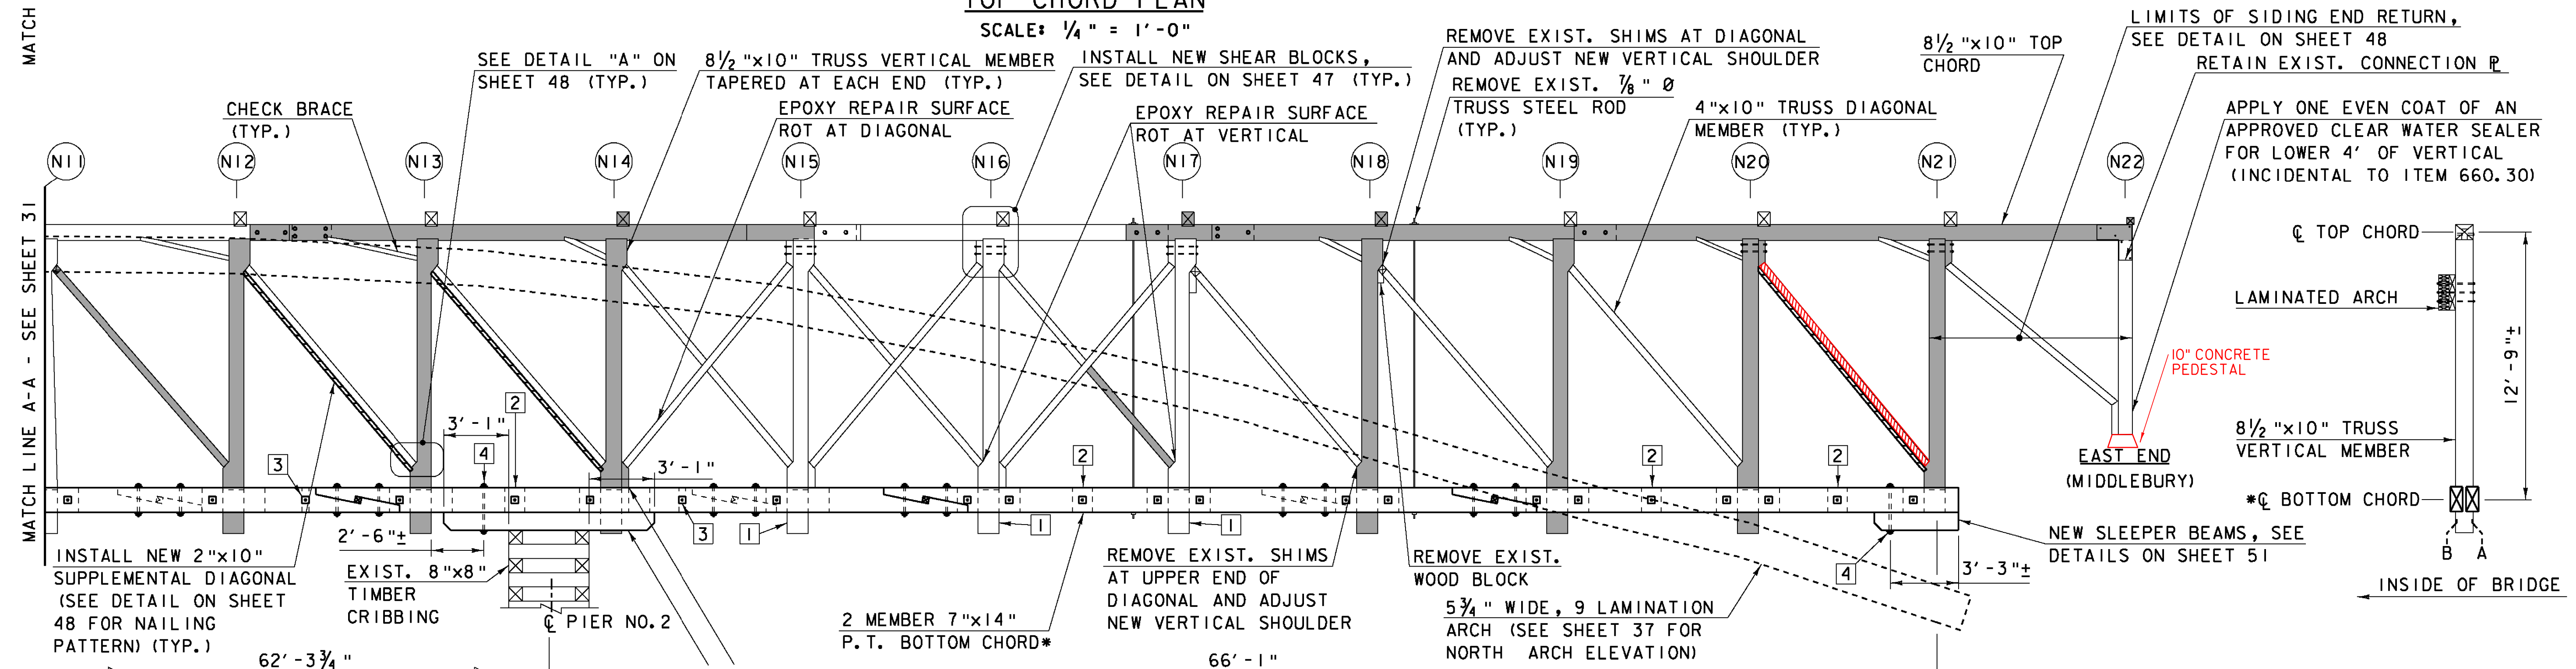 TOP CHORD PLAN
SCALE: 1/4" = 1'-0"
MATCH
MATCH LINE A-A - SEE SHEET 31
SEE DETAIL "A" ON
SHEET 48 (TYP.)
8½"x10" TRUSS VERTICAL MEMBER
TAPERED AT EACH END (TYP.)
INSTALL NEW SHEAR BLOCKS,
SEE DETAIL ON SHEET 47 (TYP.)
REMOVE EXIST. SHIMS AT DIAGONAL
AND ADJUST NEW VERTICAL SHOULDER
8½"x10" TOP
CHORD
LIMITS OF SIDING END RETURN,
SEE DETAIL ON SHEET 48
RETAIN EXIST. CONNECTION ⅊
CHECK BRACE
(TYP.)
EPOXY REPAIR SURFACE
ROT AT DIAGONAL
EPOXY REPAIR SURFACE
ROT AT VERTICAL
REMOVE EXIST. ⅞" Ø
TRUSS STEEL ROD
(TYP.)
4"x10" TRUSS DIAGONAL
MEMBER (TYP.)
APPLY ONE EVEN COAT OF AN
APPROVED CLEAR WATER SEALER
FOR LOWER 4' OF VERTICAL
(INCIDENTAL TO ITEM 660.30)
N11
N12
N13
N14
N15
N16
N17
N18
N19
N20
N21
N22
℄ TOP CHORD
LAMINATED ARCH
12'-9"±
10" CONCRETE
PEDESTAL
8½"x10" TRUSS
VERTICAL MEMBER
EAST END
(MIDDLEBURY)
*℄ BOTTOM CHORD
B A
INSIDE OF BRIDGE
3'-1"
2
4
3
3'-1"
2
2
2
3
1
1
1
4
2'-6"±
3'-3"±
INSTALL NEW 2"x10"
SUPPLEMENTAL DIAGONAL
(SEE DETAIL ON SHEET
48 FOR NAILING
PATTERN) (TYP.)
EXIST. 8"x8"
TIMBER
CRIBBING
℄ PIER NO.2
2 MEMBER 7"x14"
P.T. BOTTOM CHORD*
REMOVE EXIST. SHIMS
AT UPPER END OF
DIAGONAL AND ADJUST
NEW VERTICAL SHOULDER
REMOVE EXIST.
WOOD BLOCK
5¾" WIDE, 9 LAMINATION
ARCH (SEE SHEET 37 FOR
NORTH ARCH ELEVATION)
NEW SLEEPER BEAMS, SEE
DETAILS ON SHEET 51
62'-3¾"
66'-1"